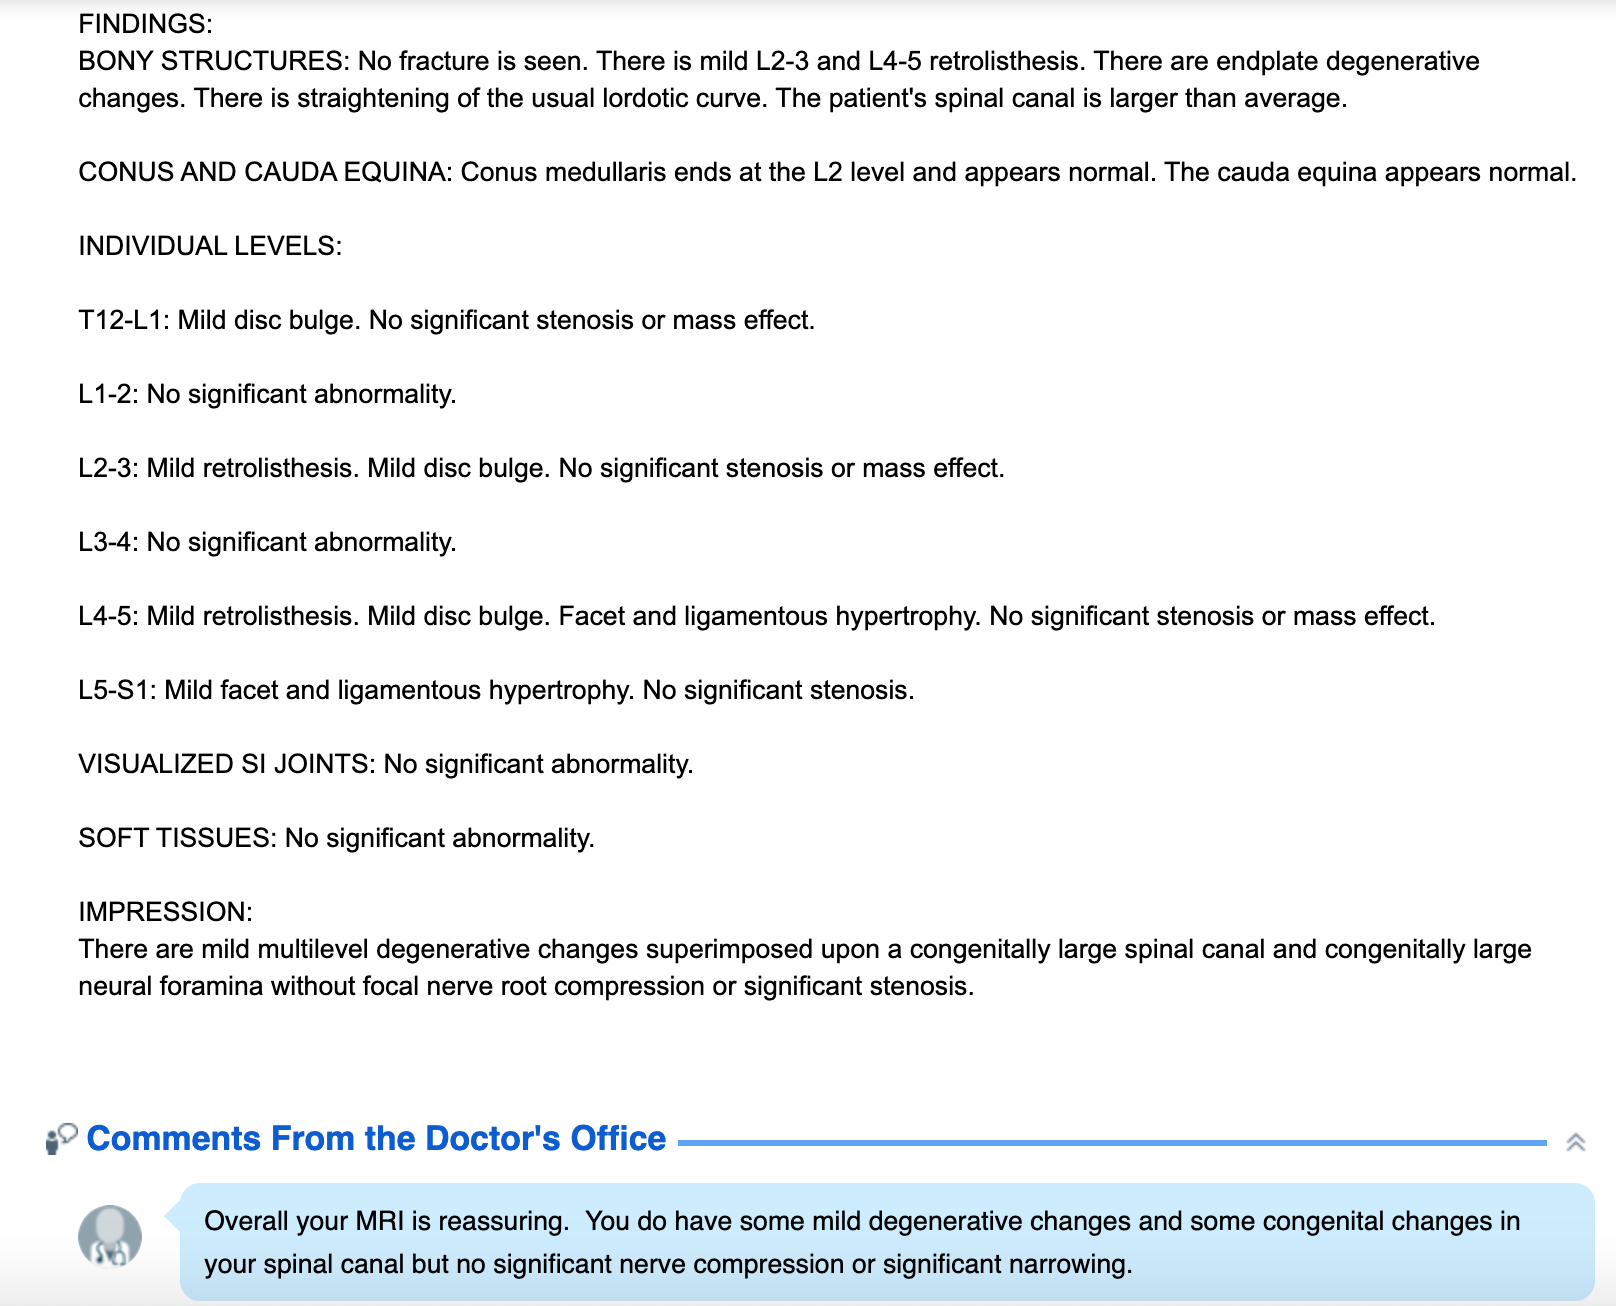 FINDINGS:
BONY STRUCTURES: No fracture is seen. There is mild L2-3 and L4-5 retrolisthesis. There are endplate degenerative
changes. There is straightening of the usual lordotic curve. The patient's spinal canal is larger than average.
CONUS AND CAUDA EQUINA: Conus medullaris ends at the L2 level and appears normal. The cauda equina appears normal.
INDIVIDUAL LEVELS:
T12-L1: Mild disc bulge. No significant stenosis or mass effect.
L1-2: No significant abnormality.
L2-3: Mild retrolisthesis. Mild disc bulge. No significant stenosis or mass effect.
L3-4: No significant abnormality.
L4-5: Mild retrolisthesis. Mild disc bulge. Facet and ligamentous hypertrophy. No significant stenosis or mass effect.
L5-S1: Mild facet and ligamentous hypertrophy. No significant stenosis.
VISUALIZED SI JOINTS: No significant abnormality.
SOFT TISSUES: No significant abnormality.
IMPRESSION:
There are mild multilevel degenerative changes superimposed upon a congenitally large spinal canal and congenitally large
neural foramina without focal nerve root compression or significant stenosis.
Comments From the Doctor's Office
Overall your MRI is reassuring.  You do have some mild degenerative changes and some congenital changes in
your spinal canal but no significant nerve compression or significant narrowing.